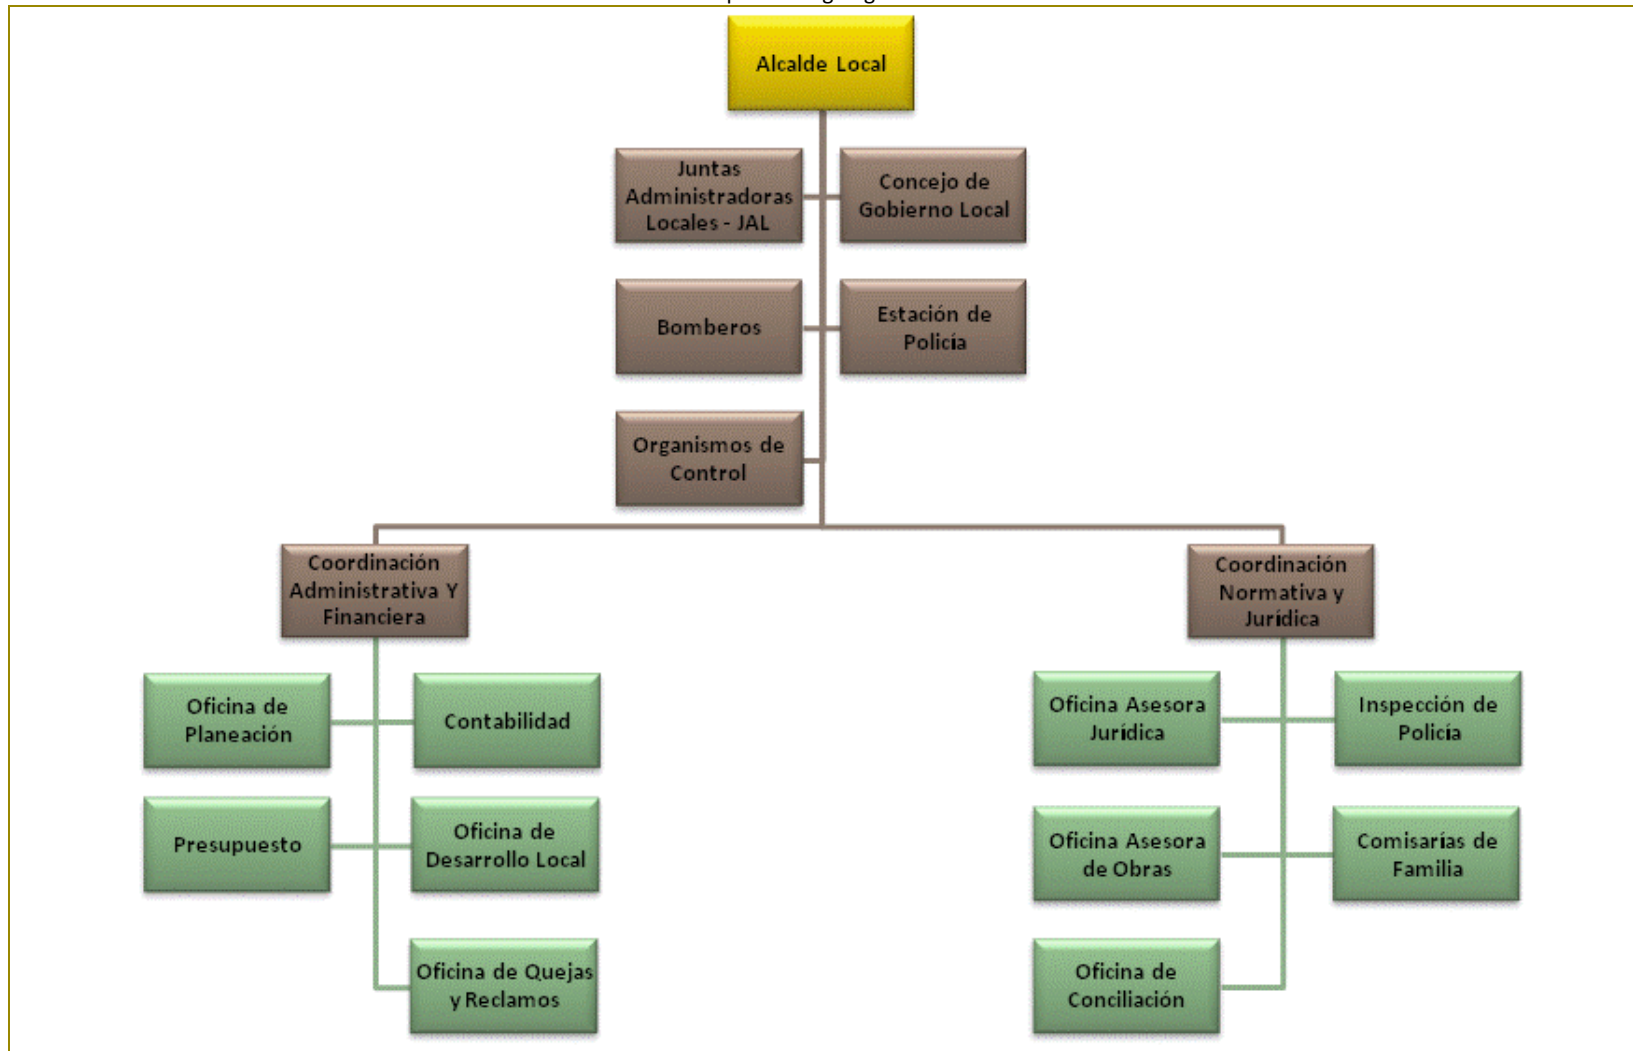 Alcalde Local
Juntas
Administradoras
Locales - JAL
Concejo de
Gobierno Local
Bomberos
Estación de
Policía
Organismos de
Control
Coordinación
Administrativa Y
Financiera
Coordinación
Normativa y
Jurídica
Oficina de
Planeación
Contabilidad
Oficina Asesora
Jurídica
Inspección de
Policía
Presupuesto
Oficina de
Desarrollo Local
Oficina Asesora
de Obras
Comisarías de
Familia
Oficina de Quejas
y Reclamos
Oficina de
Conciliación